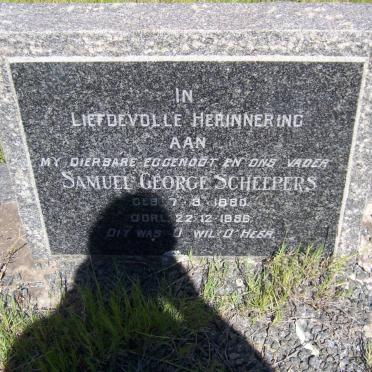 IN
LIEFDEVOLLE HERINNERING
AAN
MY DIERBARE EGGENOOT EN ONS VADER
SAMUEL GEORGE SCHEEPERS
GEB. 7. 8. 1880.
OORL. 22. 12. 1956.
DIT WAS U WIL O' HEER.